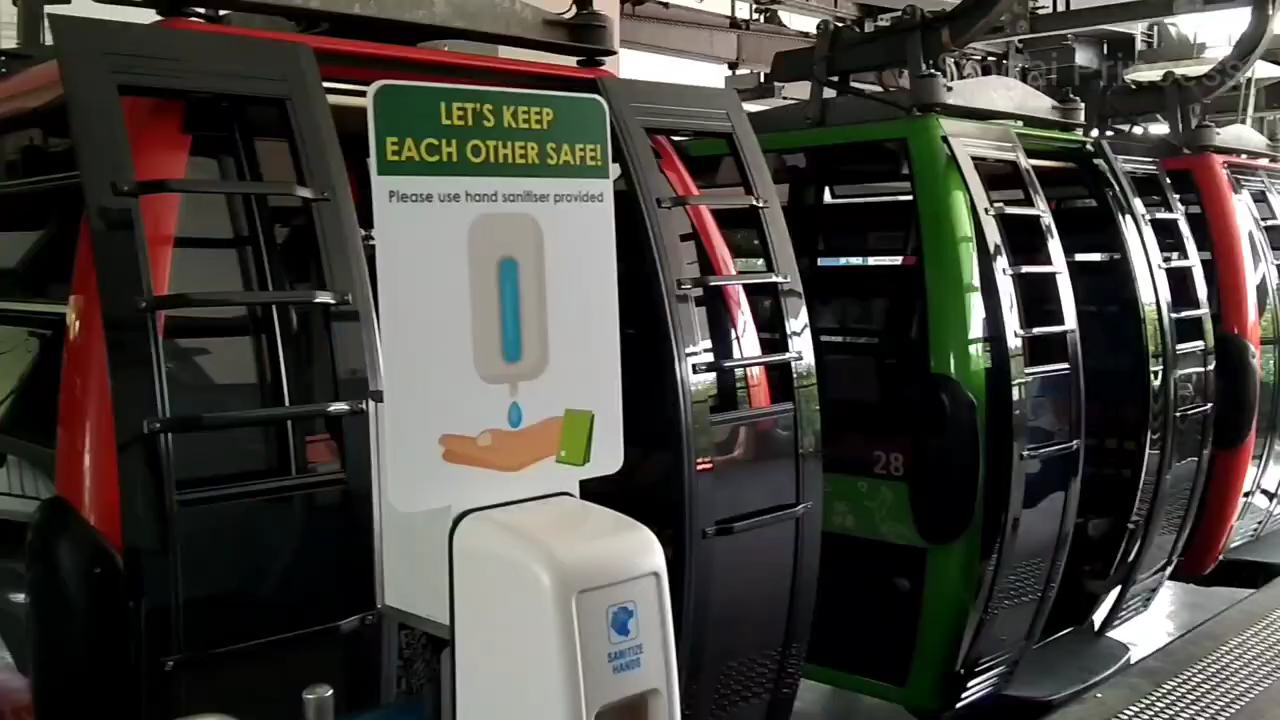 LET'S KEEP
EACH OTHER SAFE!
Please use hand sanitiser provided
28
SANITIZE
HANDS